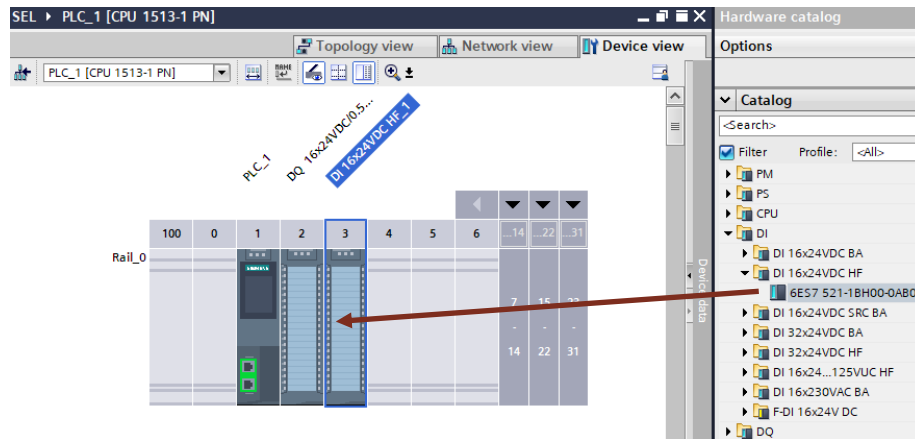 SEL ▸ PLC_1 [CPU 1513-1 PN]
Hardware catalog
Topology view
Network view
Device view
Options
PLC_1 [CPU 1513-1 PN]
Catalog
<Search>
Filter
Profile:
<All>
PLC_1
DQ 16x24VDC/0.5...
DI 16x24VDC HF_1
100
0
1
2
3
4
5
6
...14
...22
...31
Rail_0
SIEMENS
7
15
23
-
-
-
14
22
31
Device data
PM
PS
CPU
DI
DI 16x24VDC BA
DI 16x24VDC HF
6ES7 521-1BH00-0AB0
DI 16x24VDC SRC BA
DI 32x24VDC BA
DI 32x24VDC HF
DI 16x24...125VUC HF
DI 16x230VAC BA
F-DI 16x24V DC
DQ